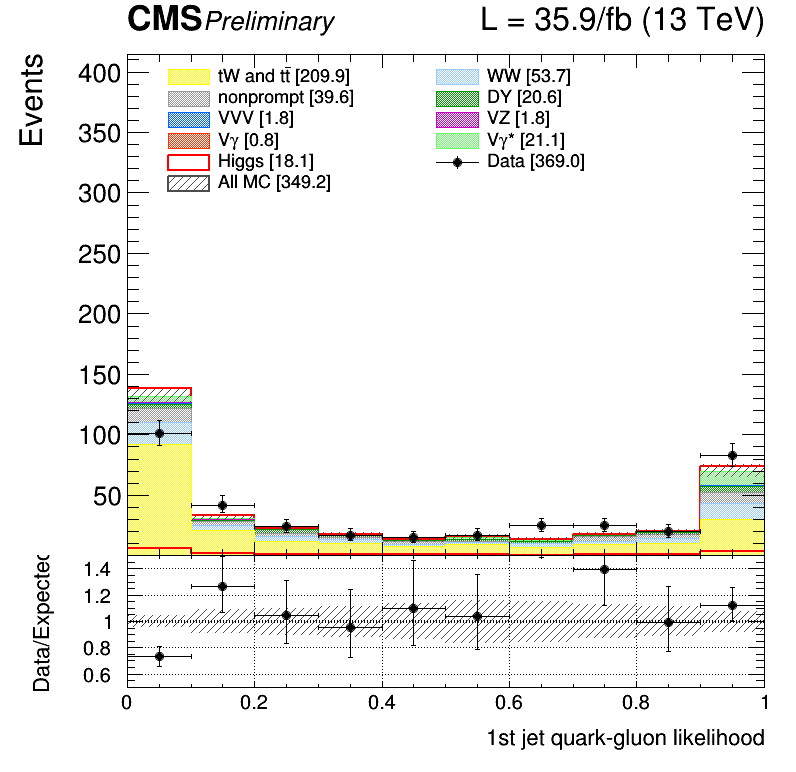 CMS Preliminary L = 35.9/fb (13 TeV)
Events
400
350
300
250
200
150
100
50
tW and tt̄ [209.9]
nonprompt [39.6]
VVV [1.8]
Vγ [0.8]
Higgs [18.1]
All MC [349.2]
WW [53.7]
DY [20.6]
VZ [1.8]
Vγ* [21.1]
Data [369.0]
Data/Expected
1.4
1.2
1
0.8
0.6
0 0.2 0.4 0.6 0.8 1
1st jet quark-gluon likelihood